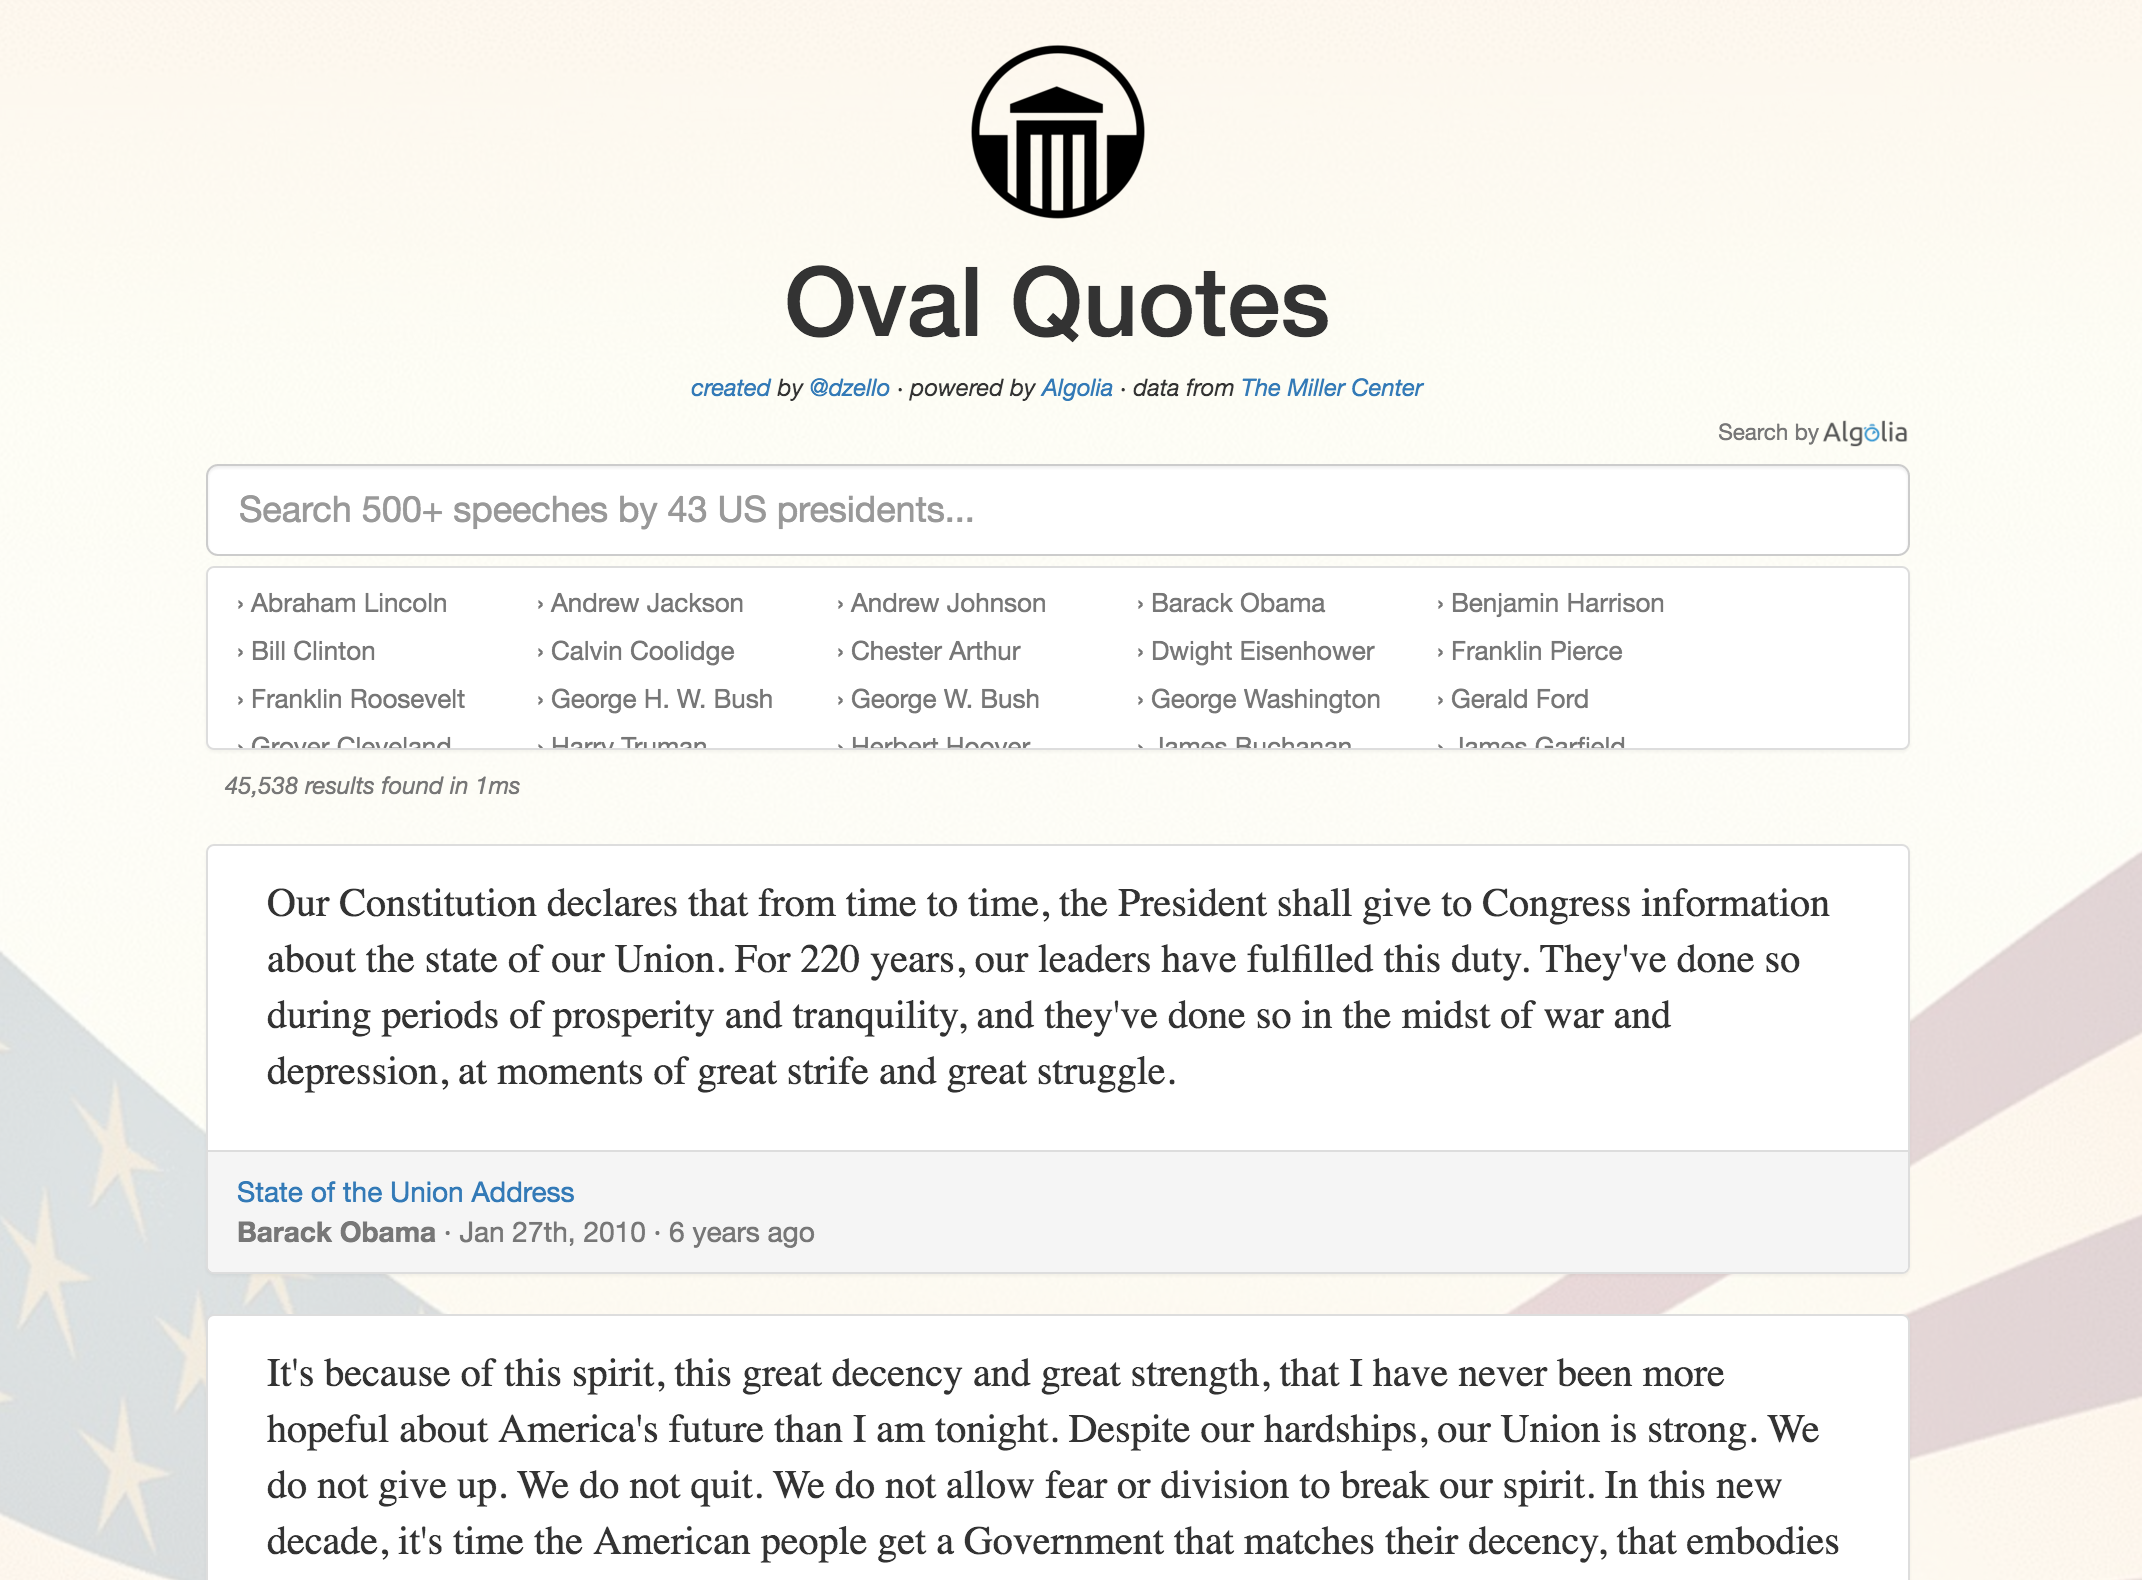 Oval Quotes
created by @dzello · powered by Algolia · data from The Miller Center
Search by Algolia
Search 500+ speeches by 43 US presidents...
› Abraham Lincoln › Andrew Jackson › Andrew Johnson › Barack Obama › Benjamin Harrison
› Bill Clinton › Calvin Coolidge › Chester Arthur › Dwight Eisenhower › Franklin Pierce
› Franklin Roosevelt › George H. W. Bush › George W. Bush › George Washington › Gerald Ford
› Grover Cleveland › Harry Truman › Herbert Hoover › James Buchanan › James Garfield
45,538 results found in 1ms
Our Constitution declares that from time to time, the President shall give to Congress information
about the state of our Union. For 220 years, our leaders have fulfilled this duty. They've done so
during periods of prosperity and tranquility, and they've done so in the midst of war and
depression, at moments of great strife and great struggle.
State of the Union Address
Barack Obama · Jan 27th, 2010 · 6 years ago
It's because of this spirit, this great decency and great strength, that I have never been more
hopeful about America's future than I am tonight. Despite our hardships, our Union is strong. We
do not give up. We do not quit. We do not allow fear or division to break our spirit. In this new
decade, it's time the American people get a Government that matches their decency, that embodies